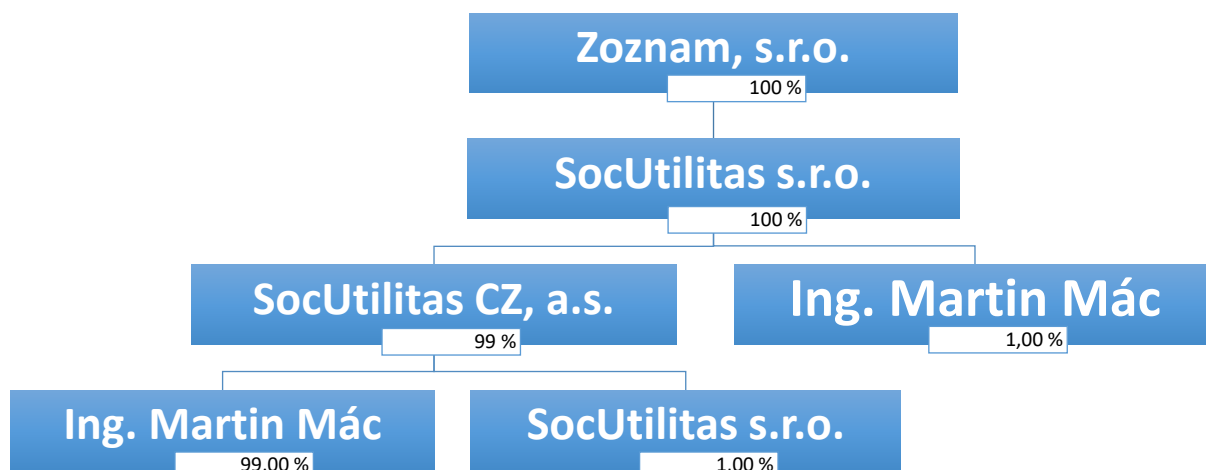 Zoznam, s.r.o.
100 %
SocUtilitas s.r.o.
100 %
SocUtilitas CZ, a.s.
99 %
Ing. Martin Mác
1,00 %
Ing. Martin Mác
99,00 %
SocUtilitas s.r.o.
1,00 %